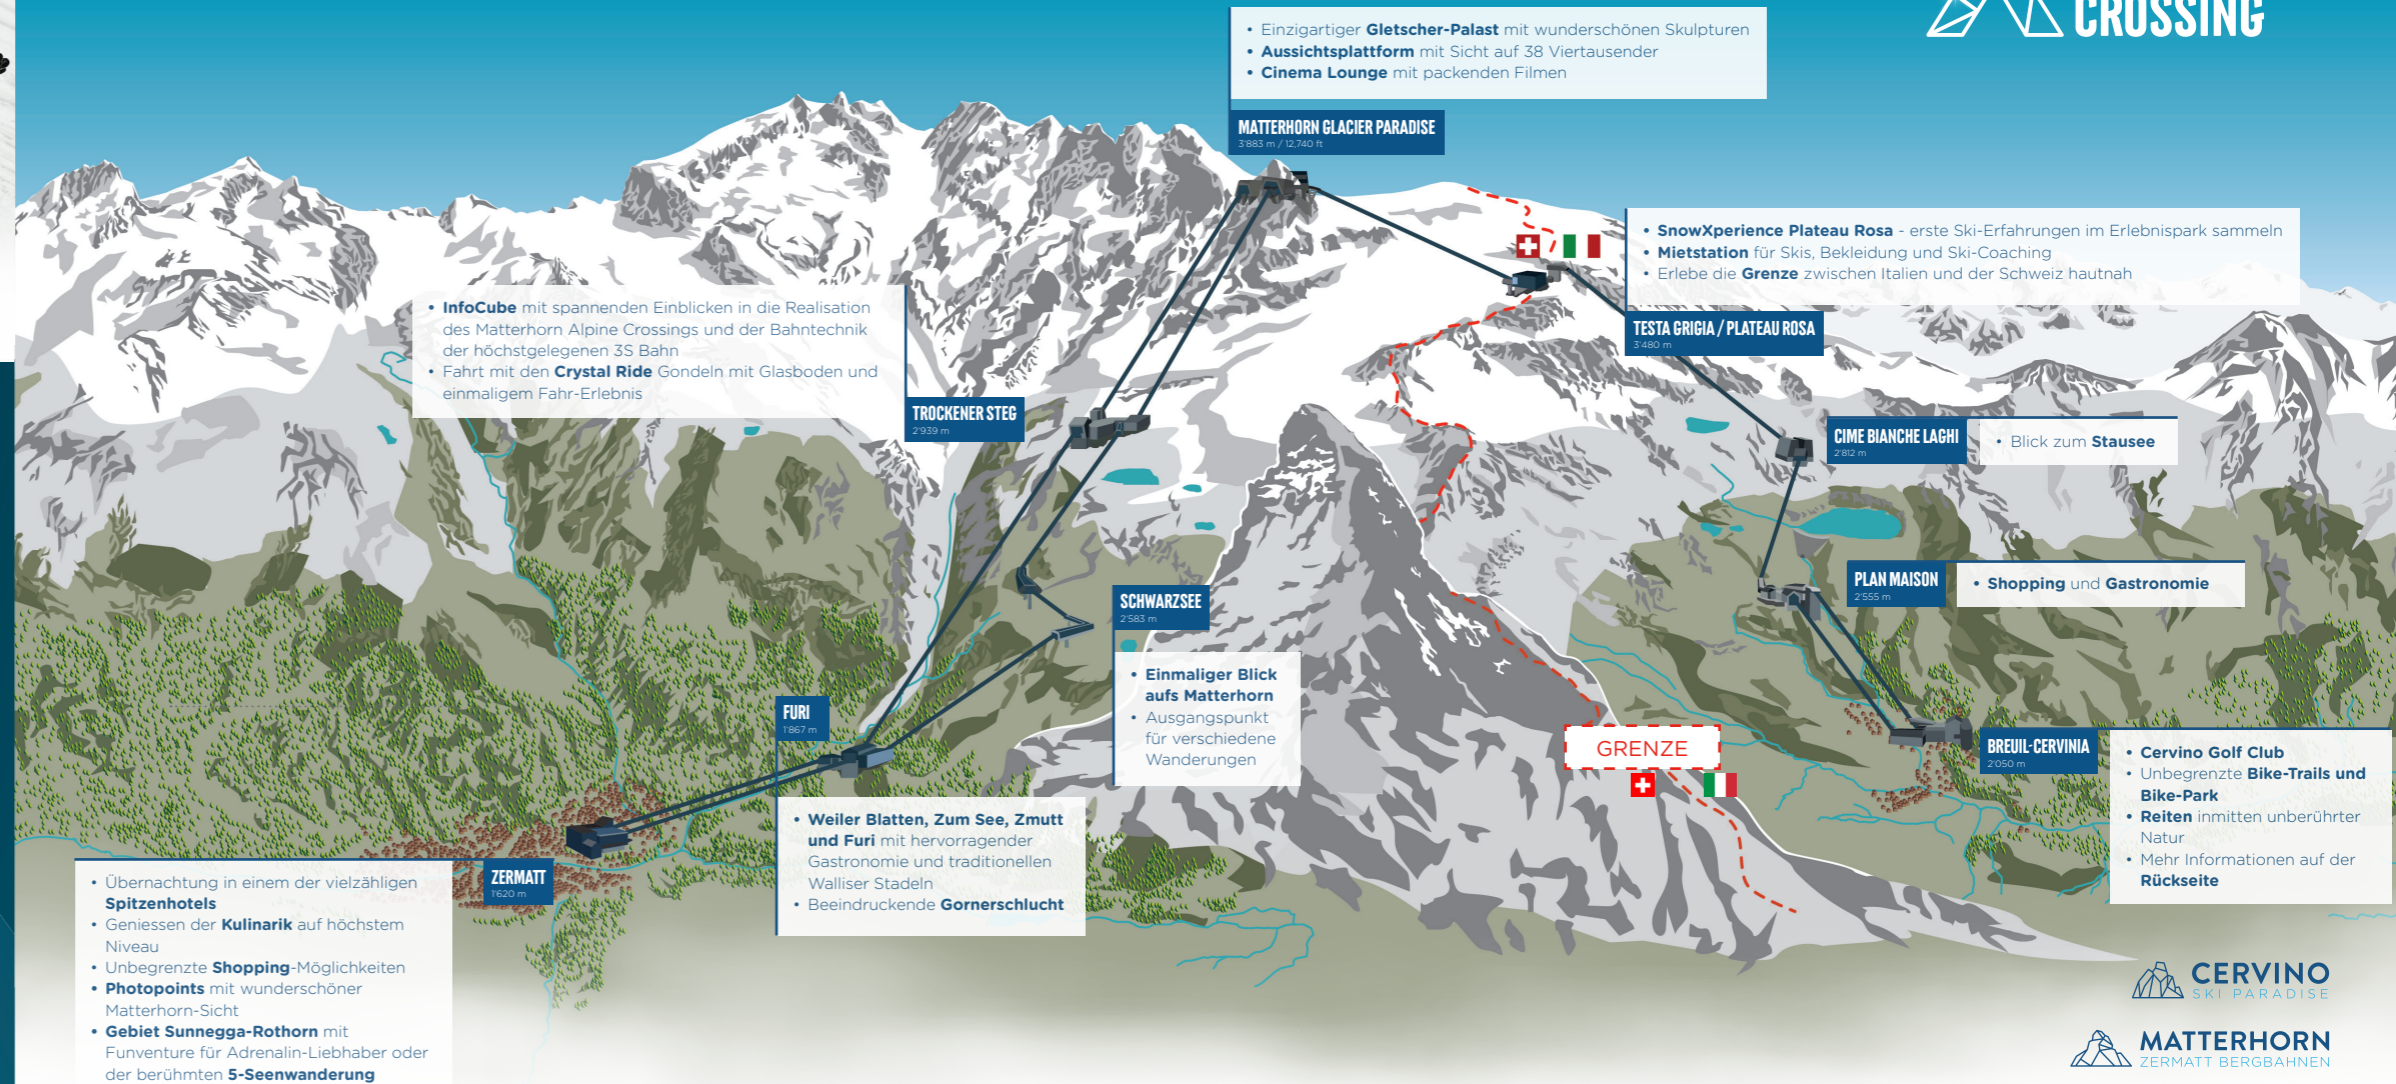 CROSSING
• Einzigartiger Gletscher-Palast mit wunderschönen Skulpturen
• Aussichtsplattform mit Sicht auf 38 Viertausender
• Cinema Lounge mit packenden Filmen
MATTERHORN GLACIER PARADISE
3'883 m / 12,740 ft
• SnowXperience Plateau Rosa - erste Ski-Erfahrungen im Erlebnispark sammeln
• Mietstation für Skis, Bekleidung und Ski-Coaching
• Erlebe die Grenze zwischen Italien und der Schweiz hautnah
TESTA GRIGIA / PLATEAU ROSA
3'480 m
• InfoCube mit spannenden Einblicken in die Realisation
des Matterhorn Alpine Crossings und der Bahntechnik
der höchstgelegenen 3S Bahn
• Fahrt mit den Crystal Ride Gondeln mit Glasboden und
einmaligem Fahr-Erlebnis
TROCKENER STEG
2'939 m
CIME BIANCHE LAGHI
2'812 m
• Blick zum Stausee
PLAN MAISON
2'555 m
• Shopping und Gastronomie
SCHWARZSEE
2'583 m
• Einmaliger Blick
aufs Matterhorn
• Ausgangspunkt
für verschiedene
Wanderungen
FURI
1'867 m
• Weiler Blatten, Zum See, Zmutt
und Furi mit hervorragender
Gastronomie und traditionellen
Walliser Stadeln
• Beeindruckende Gornerschlucht
GRENZE
BREUIL-CERVINIA
2'050 m
• Cervino Golf Club
• Unbegrenzte Bike-Trails und
Bike-Park
• Reiten inmitten unberührter
Natur
• Mehr Informationen auf der
Rückseite
ZERMATT
1'620 m
• Übernachtung in einem der vielzähligen
Spitzenhotels
• Geniessen der Kulinarik auf höchstem
Niveau
• Unbegrenzte Shopping-Möglichkeiten
• Photopoints mit wunderschöner
Matterhorn-Sicht
• Gebiet Sunnegga-Rothorn mit
Funventure für Adrenalin-Liebhaber oder
der berühmten 5-Seenwanderung
CERVINO
SKI PARADISE
MATTERHORN
ZERMATT BERGBAHNEN